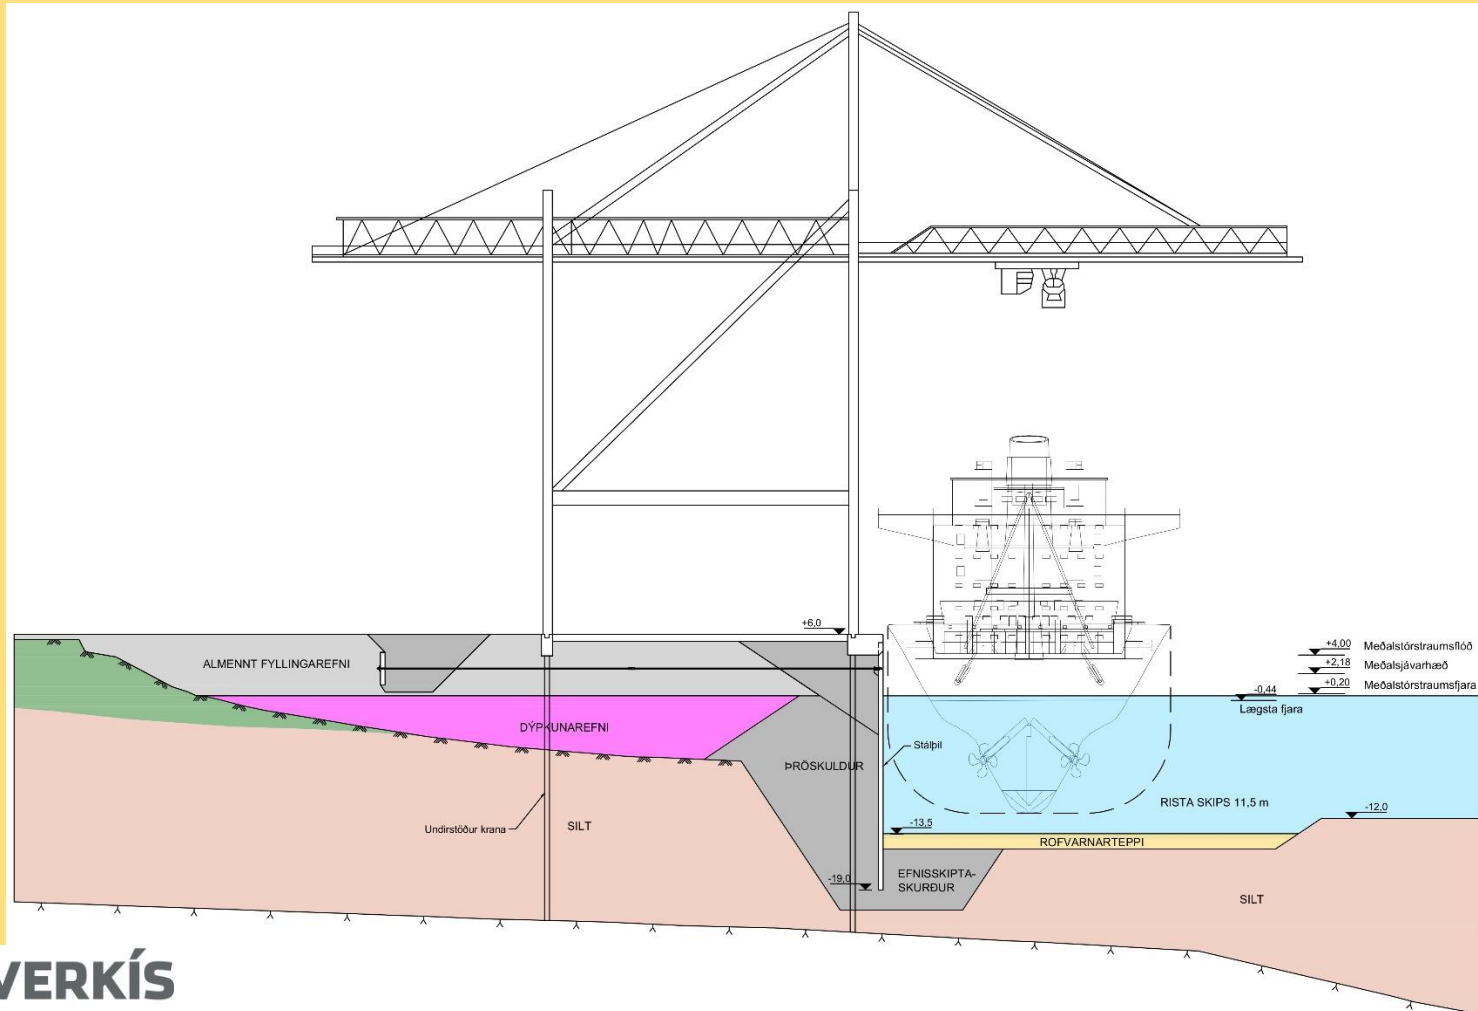 +6,0
+4,00 Meðalstórstraumsflóð
ALMENNT FYLLINGAREFNI
+2,18 Meðalsjávarhæð
+0,20 Meðalstórstraumsfjara
-0,44
Lægsta fjara
DÝPKUNAREFNI
Stálþil
ÞRÖSKULDUR
RISTA SKIPS 11,5 m
-12,0
Undirstöður krana
SILT
-13,5
ROFVARNARTEPPI
-19,0
EFNISSKIPTA-
SKURÐUR
SILT
VERKÍS